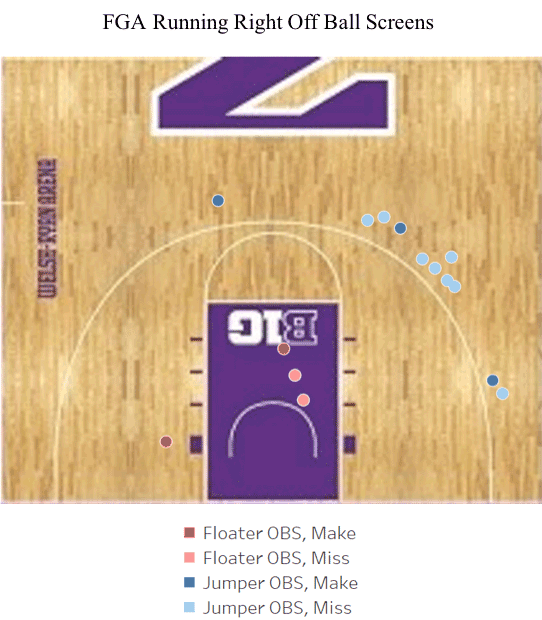 FGA Running Right Off Ball Screens
WELSH-RYAN ARENA
B1G
Floater OBS, Make
Floater OBS, Miss
Jumper OBS, Make
Jumper OBS, Miss